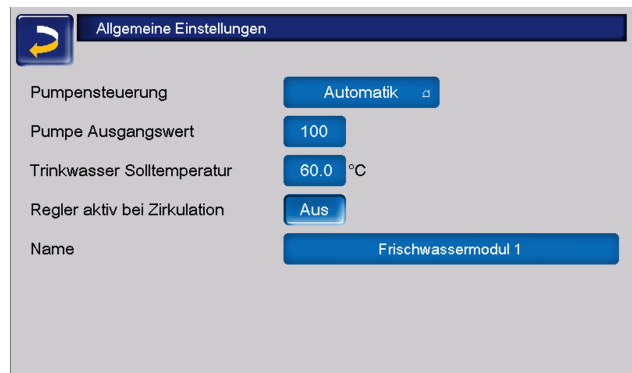 Allgemeine Einstellungen
Pumpensteuerung Automatik
Pumpe Ausgangswert 100
Trinkwasser Solltemperatur 60.0 °C
Regler aktiv bei Zirkulation Aus
Name Frischwassermodul 1